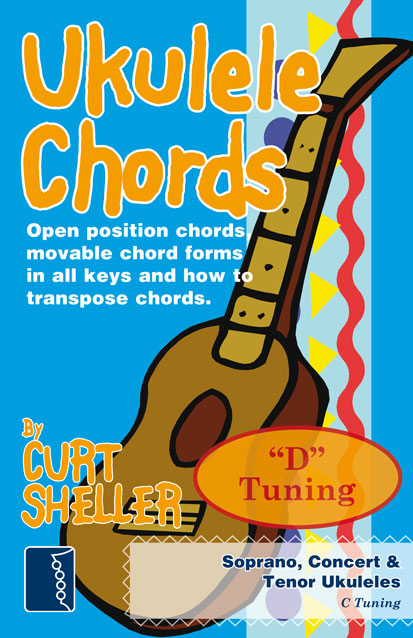 Ukulele
Chords
Open position chords,
movable chord forms
in all keys and how to
transpose chords.
By
CURT
SHELLER
“D”
Tuning
Soprano, Concert &
Tenor Ukuleles
C Tuning